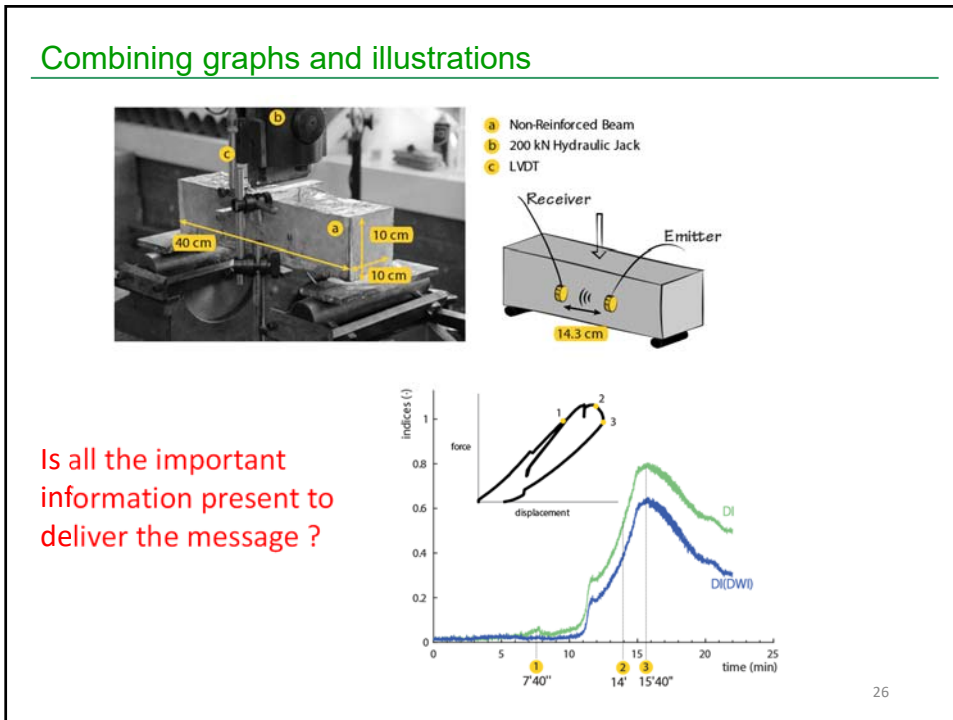 Combining graphs and illustrations
b
c
a
40 cm
10 cm
10 cm
a Non-Reinforced Beam
b 200 kN Hydraulic Jack
c LVDT
Receiver
Emitter
14.3 cm
Is all the important
information present to
deliver the message ?
indices (-)
1
0.8
0.6
0.4
0.2
0
force
displacement
1
2
3
DI
DI(DWI)
0 5 10 15 20 25
time (min)
1 2 3
7'40'' 14' 15'40"
26